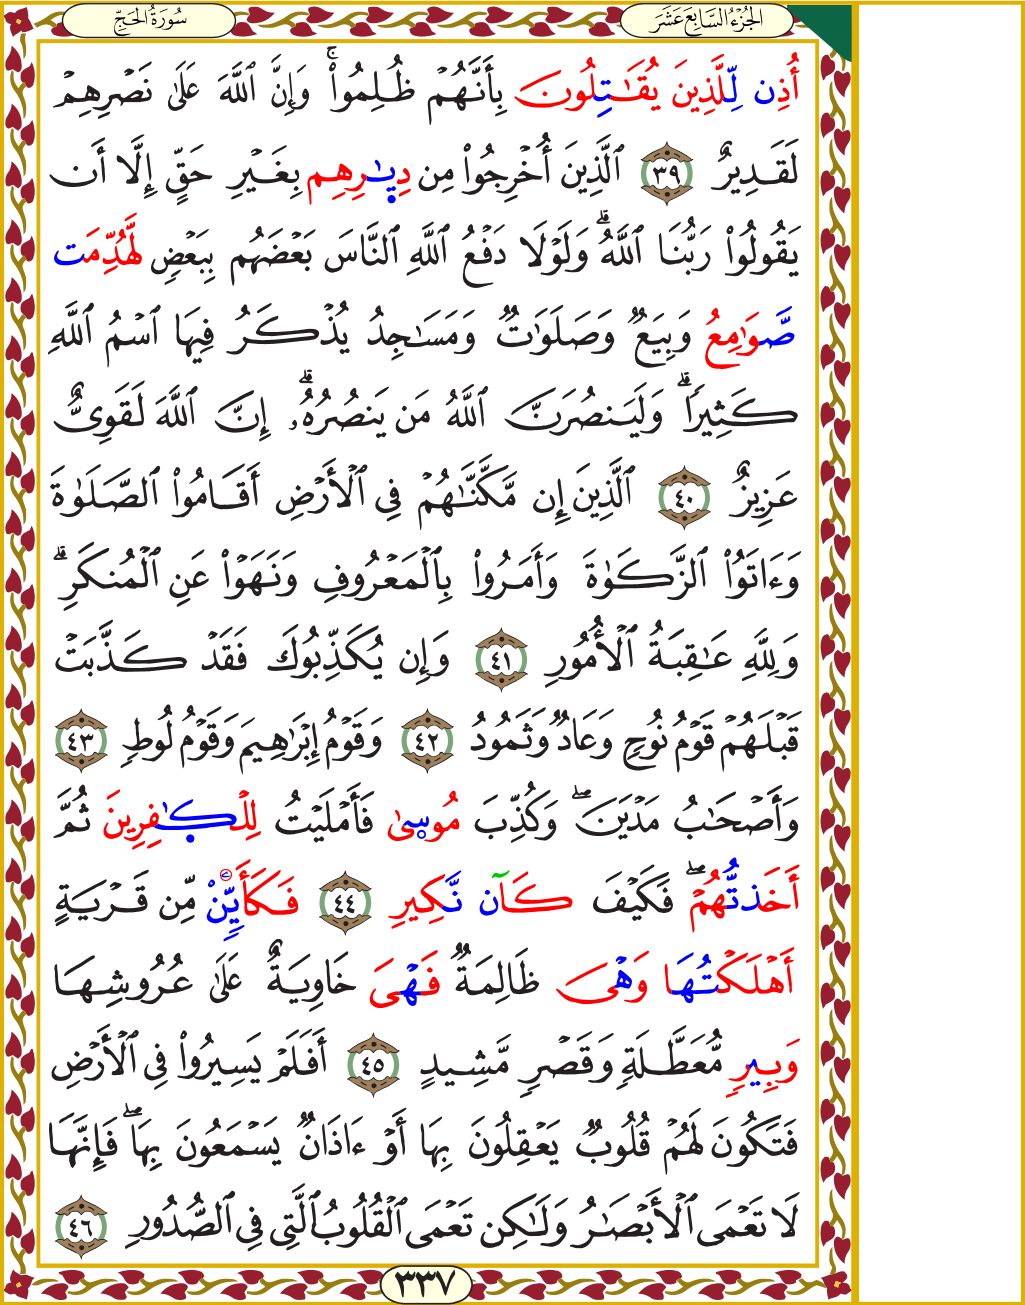 الجُزْءُ السَّابِعَ عَشَرَ
سُورَةُ الحَجِّ
أُذِن لِّلَّذِينَ يُقَـٰتِلُونَ بِأَنَّهُمْ ظُلِمُواْۚ وَإِنَّ ٱللَّهَ عَلَىٰ نَصْرِهِمْ
لَقَدِيرٌ ٣٩ ٱلَّذِينَ أُخْرِجُواْ مِن دِيَـٰرِهِم بِغَيْرِ حَقٍّ إِلَّا أَن
يَقُولُواْ رَبُّنَا ٱللَّهُۗ وَلَوْلَا دَفْعُ ٱللَّهِ ٱلنَّاسَ بَعْضَهُم بِبَعْضٍ لَّهُدِّمَت
صَّوَٰمِعُ وَبِيَعٌ وَصَلَوَٰتٌ وَمَسَـٰجِدُ يُذْكَرُ فِيهَا ٱسْمُ ٱللَّهِ
كَثِيرًاۗ وَلَيَنصُرَنَّ ٱللَّهُ مَن يَنصُرُهُۥۗ إِنَّ ٱللَّهَ لَقَوِىٌّ
عَزِيزٌ ٤٠ ٱلَّذِينَ إِن مَّكَّنَّـٰهُمْ فِى ٱلْأَرْضِ أَقَامُواْ ٱلصَّلَوٰةَ
وَءَاتَوُاْ ٱلزَّكَوٰةَ وَأَمَرُواْ بِٱلْمَعْرُوفِ وَنَهَوْاْ عَنِ ٱلْمُنكَرِۗ
وَلِلَّهِ عَـٰقِبَةُ ٱلْأُمُورِ ٤١ وَإِن يُكَذِّبُوكَ فَقَدْ كَذَّبَتْ
قَبْلَهُمْ قَوْمُ نُوحٍ وَعَادٌ وَثَمُودُ ٤٢ وَقَوْمُ إِبْرَٰهِيمَ وَقَوْمُ لُوطٍ ٤٣
وَأَصْحَـٰبُ مَدْيَنَۖ وَكُذِّبَ مُوسَىٰ فَأَمْلَيْتُ لِلْكَـٰفِرِينَ ثُمَّ
أَخَذتُّهُمْۖ فَكَيْفَ كَآن نَّكِيرِ ٤٤ فَكَأَيِّنْ مِّن قَرْيَةٍ
أَهْلَكْتُهَا وَهْىَ ظَالِمَةٌ فَهْىَ خَاوِيَةٌ عَلَىٰ عُرُوشِهَا
وَبِيرٍ مُّعَطَّلَةٍ وَقَصْرٍ مَّشِيدٍ ٤٥ أَفَلَمْ يَسِيرُواْ فِى ٱلْأَرْضِ
فَتَكُونَ لَهُمْ قُلُوبٌ يَعْقِلُونَ بِهَا أَوْ ءَاذَانٌ يَسْمَعُونَ بِهَاۖ فَإِنَّهَا
لَا تَعْمَى ٱلْأَبْصَـٰرُ وَلَـٰكِن تَعْمَى ٱلْقُلُوبُ ٱلَّتِى فِى ٱلصُّدُورِ ٤٦
٣٣٧